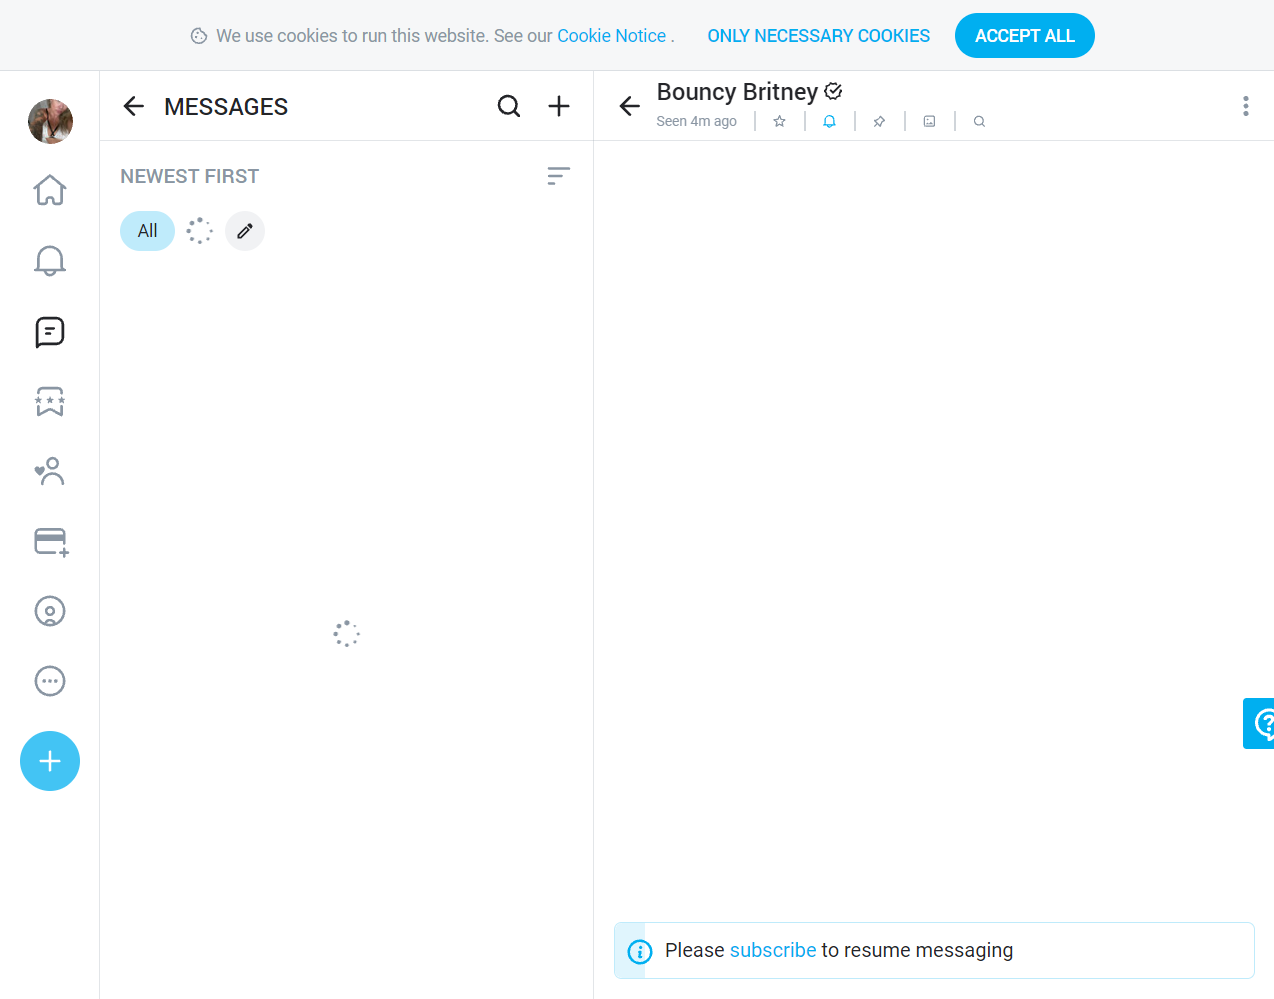 We use cookies to run this website. See our Cookie Notice .
ONLY NECESSARY COOKIES
ACCEPT ALL
MESSAGES
Bouncy Britney
Seen 4m ago
NEWEST FIRST
All
Please subscribe to resume messaging